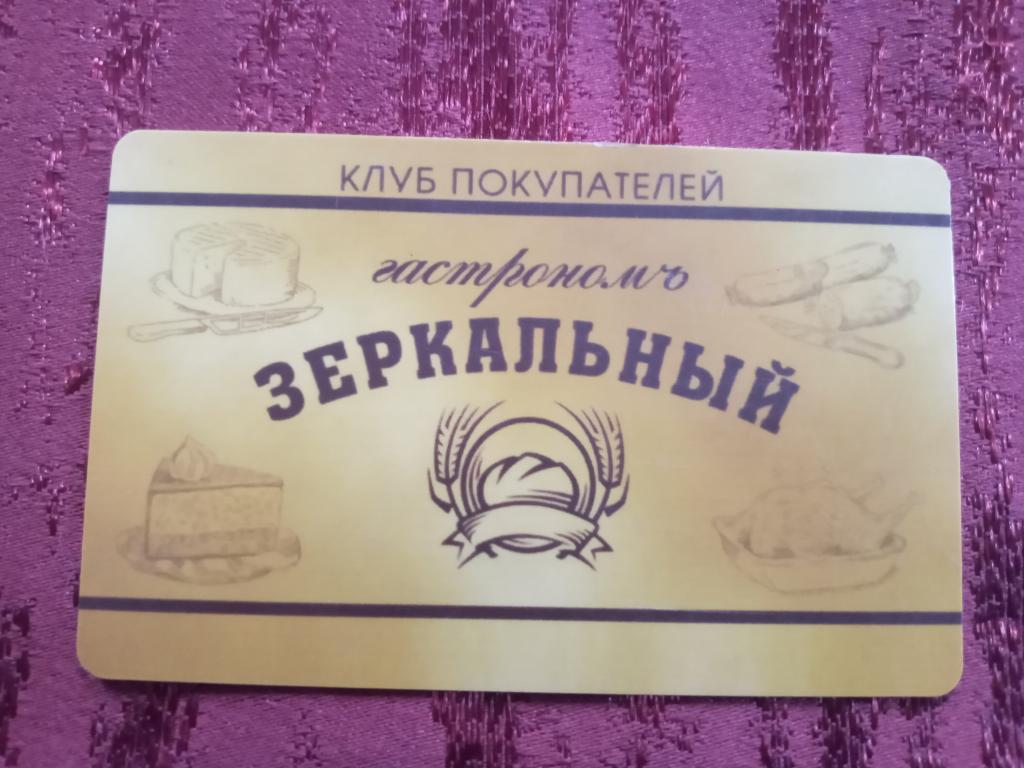 КЛУБ ПОКУПАТЕЛЕЙ
гастрономъ
ЗЕРКАЛЬНЫЙ